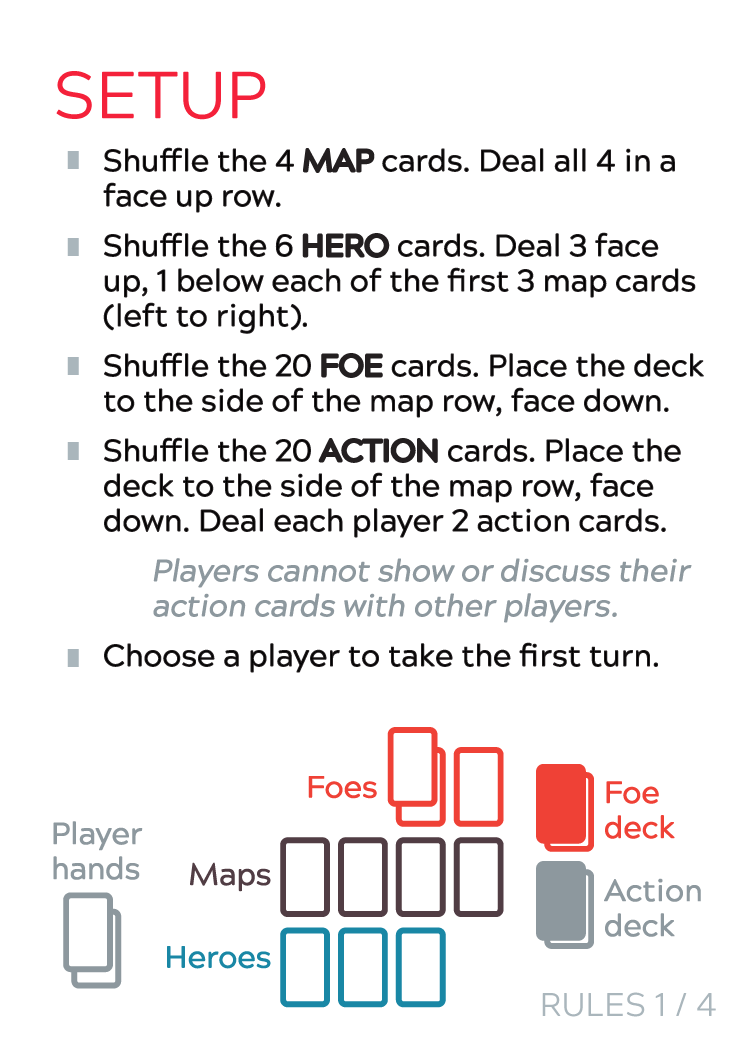 SETUP
Shuffle the 4 MAP cards. Deal all 4 in a
face up row.
Shuffle the 6 HERO cards. Deal 3 face
up, 1 below each of the first 3 map cards
(left to right).
Shuffle the 20 FOE cards. Place the deck
to the side of the map row, face down.
Shuffle the 20 ACTION cards. Place the
deck to the side of the map row, face
down. Deal each player 2 action cards.
Players cannot show or discuss their
action cards with other players.
Choose a player to take the first turn.
Foes
Foe
deck
Player
hands
Maps
Action
deck
Heroes
RULES 1 / 4